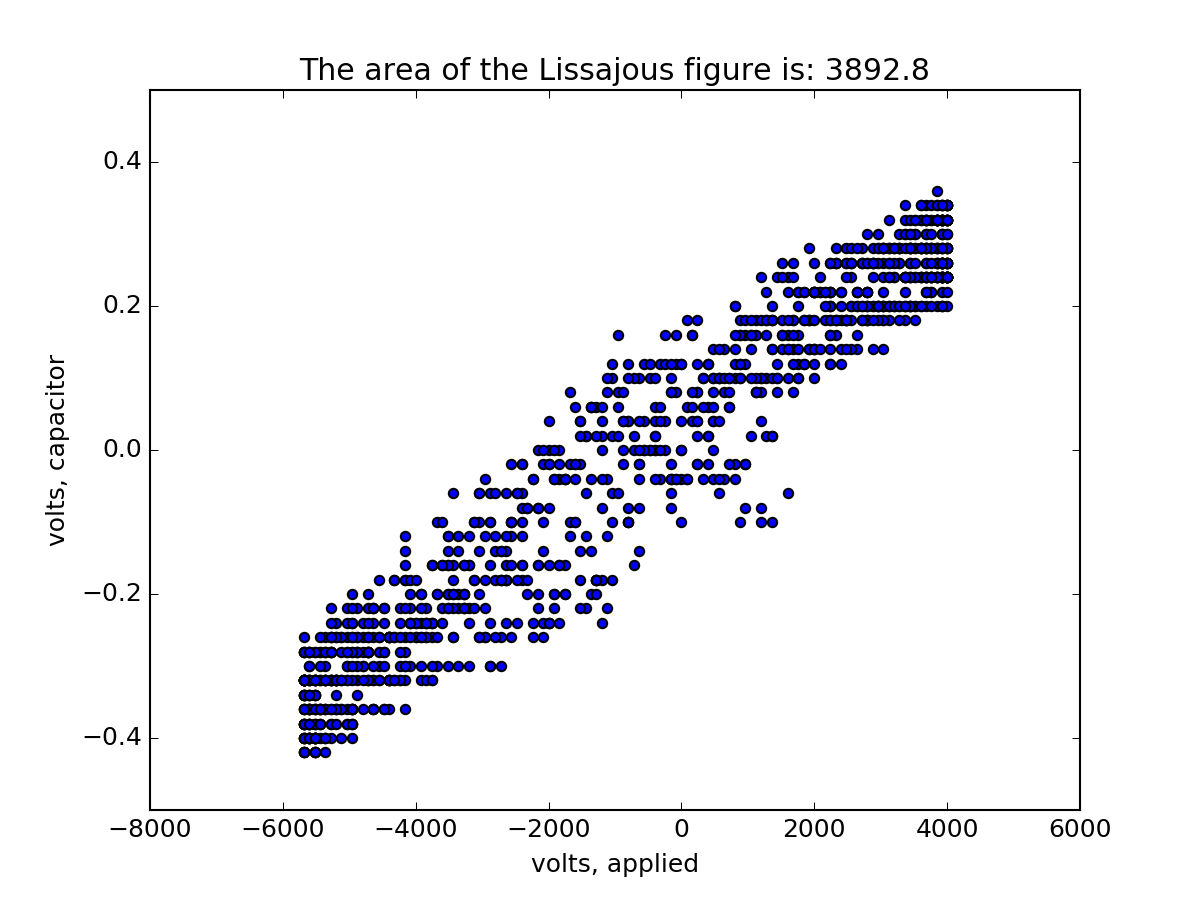 The area of the Lissajous figure is: 3892.8
0.4
0.2
0.0
−0.2
−0.4
volts, capacitor
−8000 −6000 −4000 −2000 0 2000 4000 6000
volts, applied